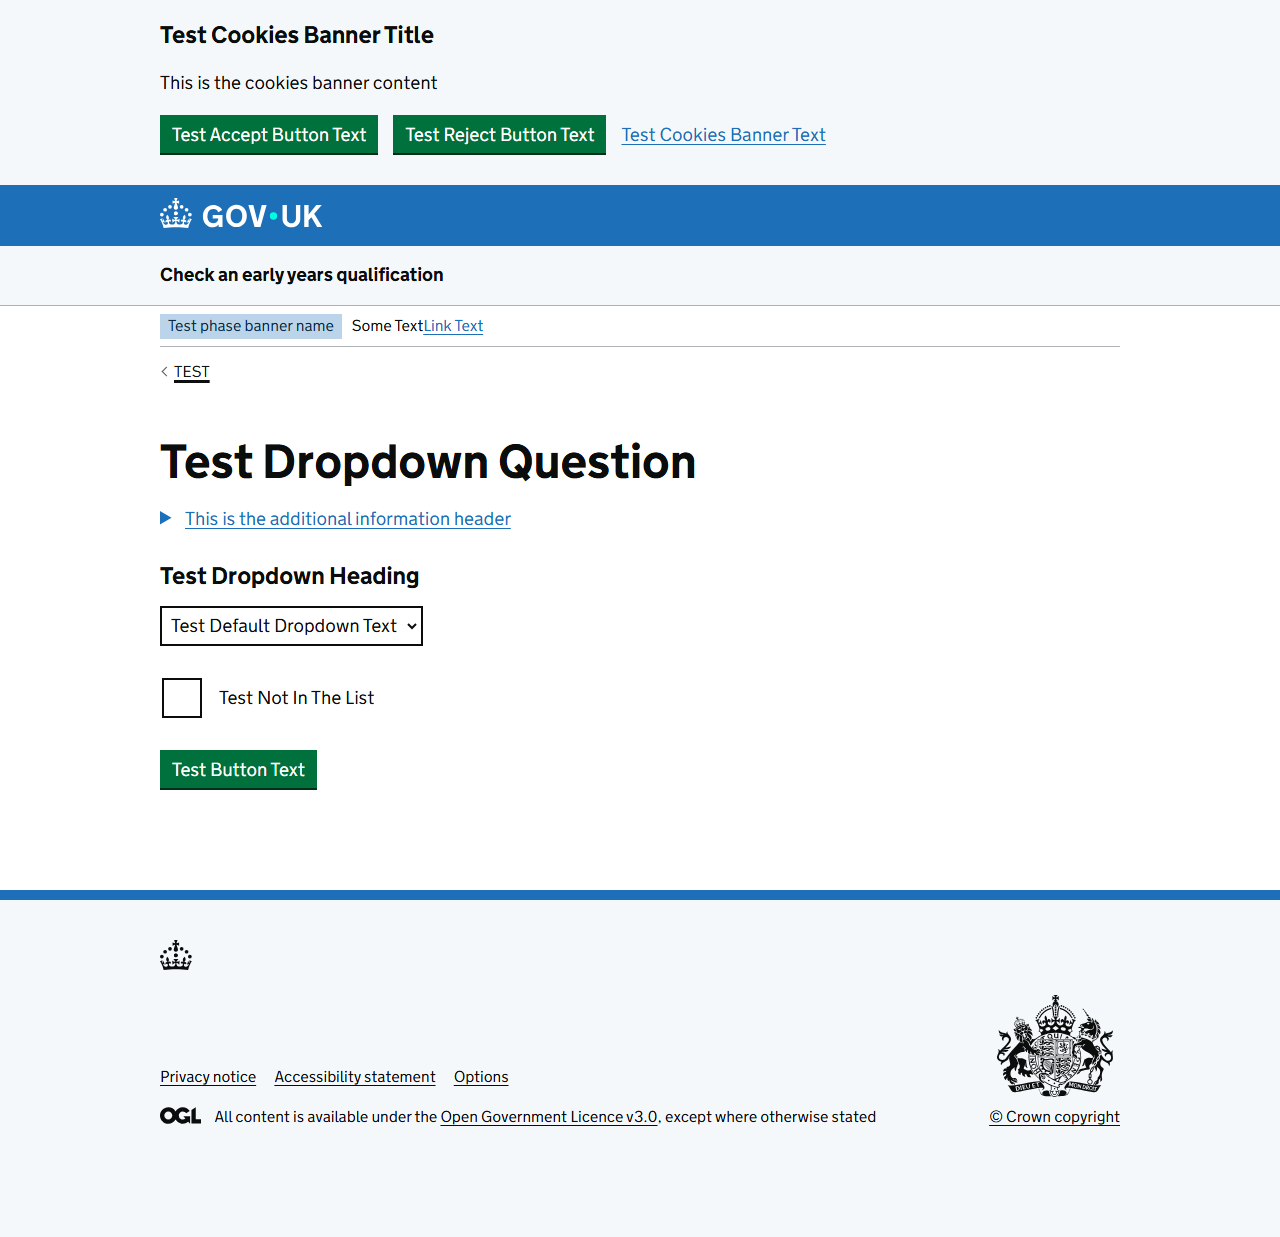 Test Cookies Banner Title
This is the cookies banner content
Test Accept Button Text
Test Reject Button Text
Test Cookies Banner Text
GOV·UK
Check an early years qualification
Test phase banner name
Some TextLink Text
TEST
Test Dropdown Question
This is the additional information header
Test Dropdown Heading
Test Default Dropdown Text
Test Not In The List
Test Button Text
Privacy notice
Accessibility statement
Options
OGL
All content is available under the Open Government Licence v3.0, except where otherwise stated
DIEU ET MON DROIT
© Crown copyright